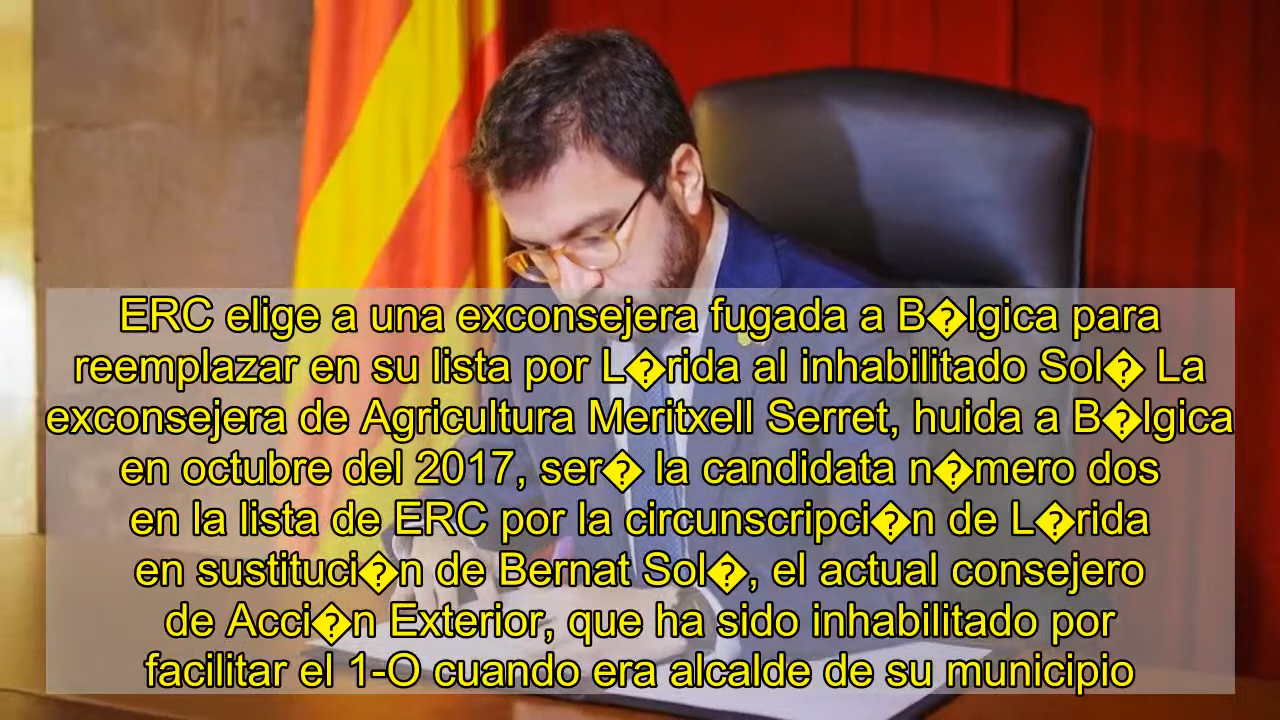 ERC elige a una exconsejera fugada a B�lgica para
reemplazar en su lista por L�rida al inhabilitado Sol� La
exconsejera de Agricultura Meritxell Serret, huida a B�lgica
en octubre del 2017, ser� la candidata n�mero dos
en la lista de ERC por la circunscripci�n de L�rida
en sustituci�n de Bernat Sol�, el actual consejero
de Acci�n Exterior, que ha sido inhabilitado por
facilitar el 1-O cuando era alcalde de su municipio